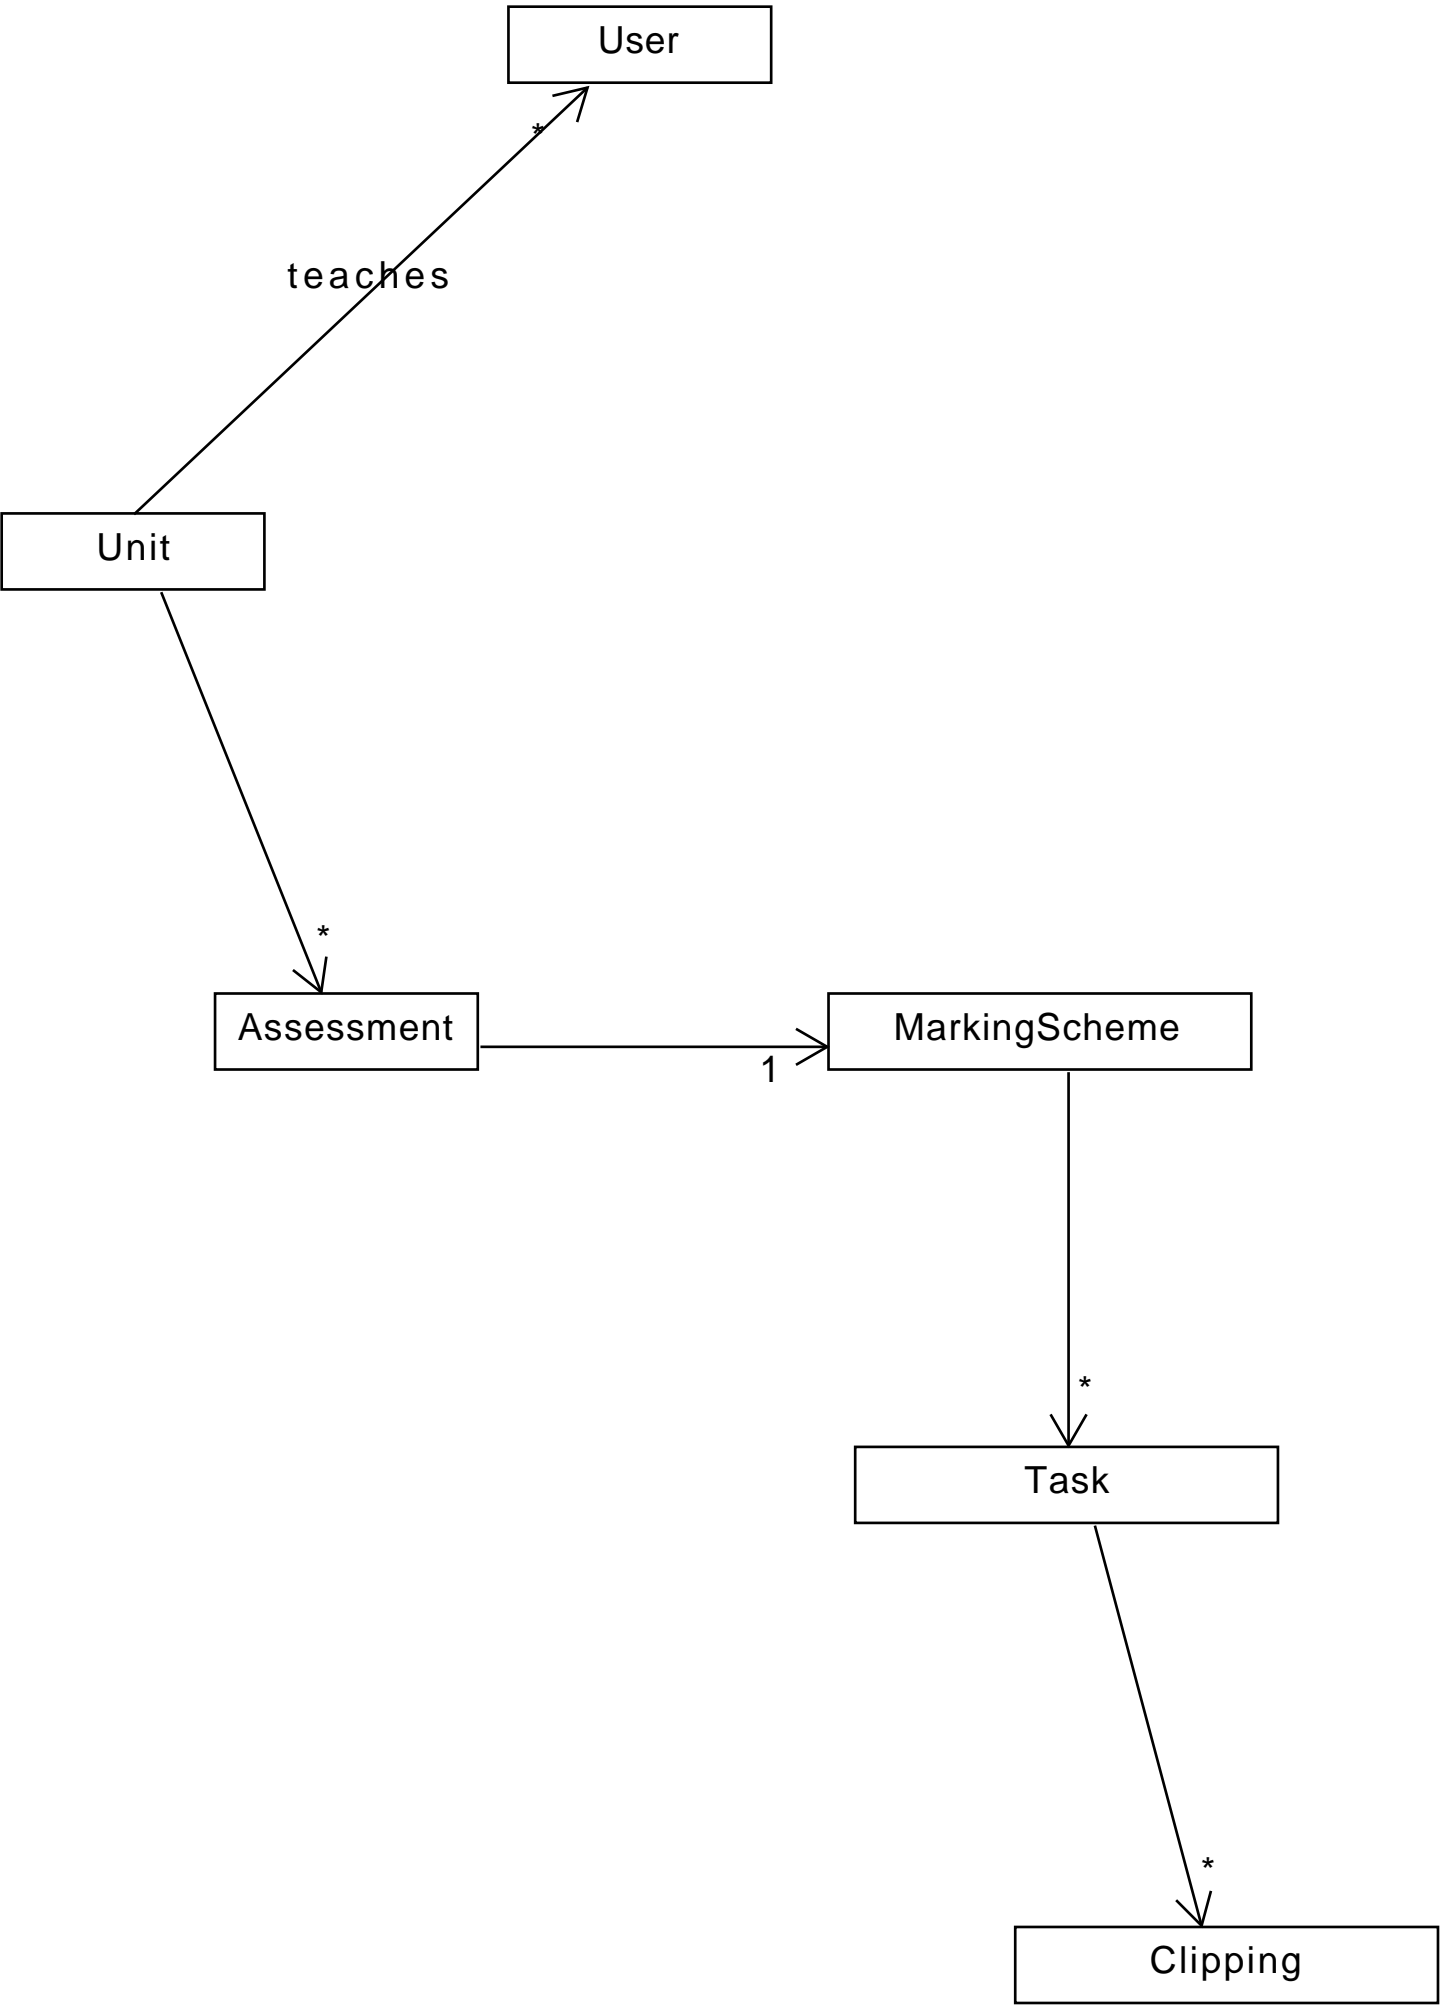 User
*
teaches
Unit
*
Assessment
MarkingScheme
1
*
Task
*
Clipping